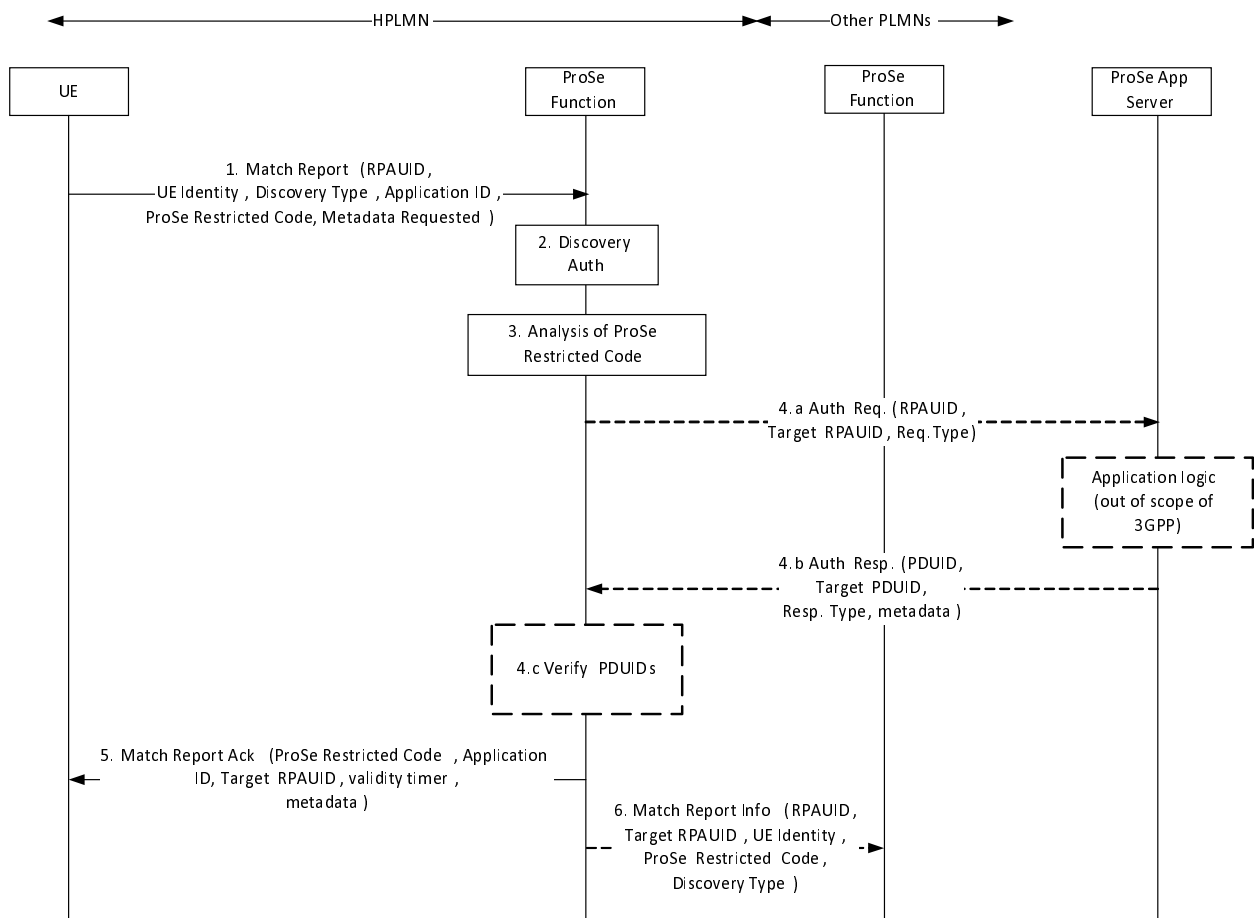 HPLMN
Other PLMNs
UE
ProSe
Function
ProSe
Function
ProSe App
Server
1. Match Report (RPAUID,
UE Identity , Discovery Type , Application ID ,
ProSe Restricted Code, Metadata Requested )
2. Discovery
Auth
3. Analysis of ProSe
Restricted Code
4.a Auth Req. (RPAUID ,
Target RPAUID , Req.Type)
Application logic
(out of scope of
3GPP)
4.b Auth Resp. (PDUID,
Target PDUID,
Resp. Type, metadata )
4.c Verify PDUIDs
5. Match Report Ack (ProSe Restricted Code , Application
ID, Target RPAUID , validity timer ,
metadata )
6. Match Report Info (RPAUID,
Target RPAUID , UE Identity ,
ProSe Restricted Code ,
Discovery Type )